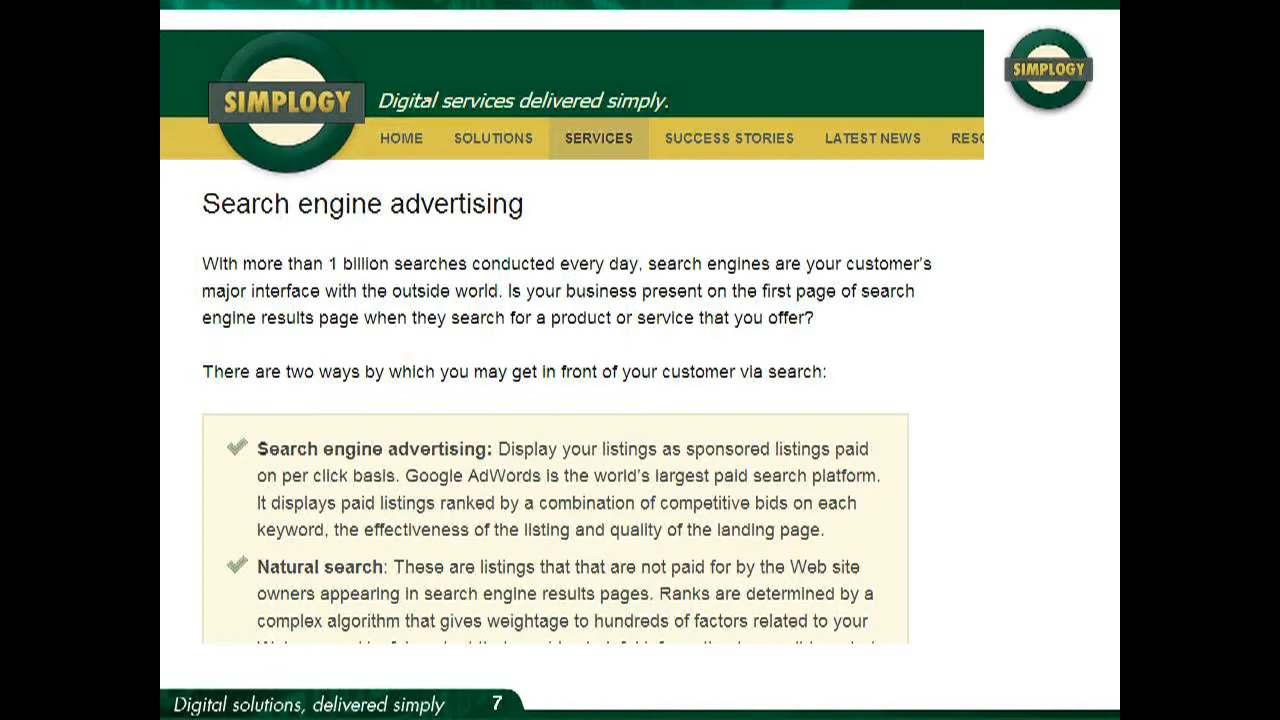 SIMPLOGY
SIMPLOGY
Digital services delivered simply.
HOME SOLUTIONS SERVICES SUCCESS STORIES LATEST NEWS RESO
Search engine advertising
With more than 1 billion searches conducted every day, search engines are your customer's
major interface with the outside world. Is your business present on the first page of search
engine results page when they search for a product or service that you offer?
There are two ways by which you may get in front of your customer via search:
Search engine advertising: Display your listings as sponsored listings paid
on per click basis. Google AdWords is the world's largest paid search platform.
It displays paid listings ranked by a combination of competitive bids on each
keyword, the effectiveness of the listing and quality of the landing page.
Natural search: These are listings that that are not paid for by the Web site
owners appearing in search engine results pages. Ranks are determined by a
complex algorithm that gives weightage to hundreds of factors related to your
Digital solutions, delivered simply 7